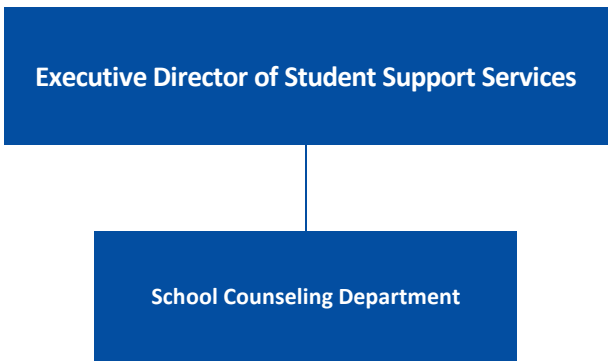 Executive Director of Student Support Services
School Counseling Department